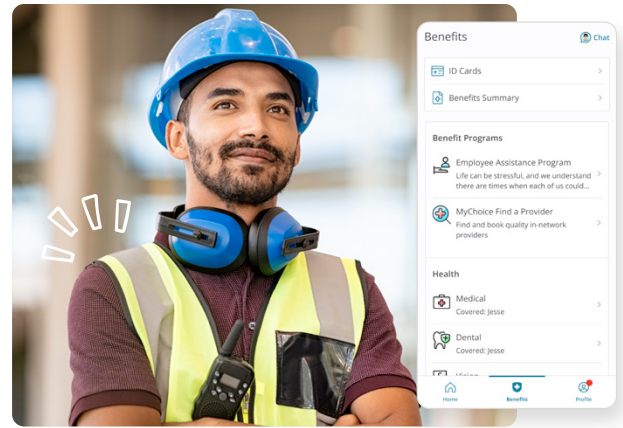 Benefits
Chat
ID Cards
Benefits Summary
Benefit Programs
Employee Assistance Program
Life can be stressful, and we understand
there are times when each of us could...
MyChoice Find a Provider
Find and book quality in-network
providers
Health
Medical
Covered: Jesse
Dental
Covered: Jesse
Vision
Home
Benefits
Profile